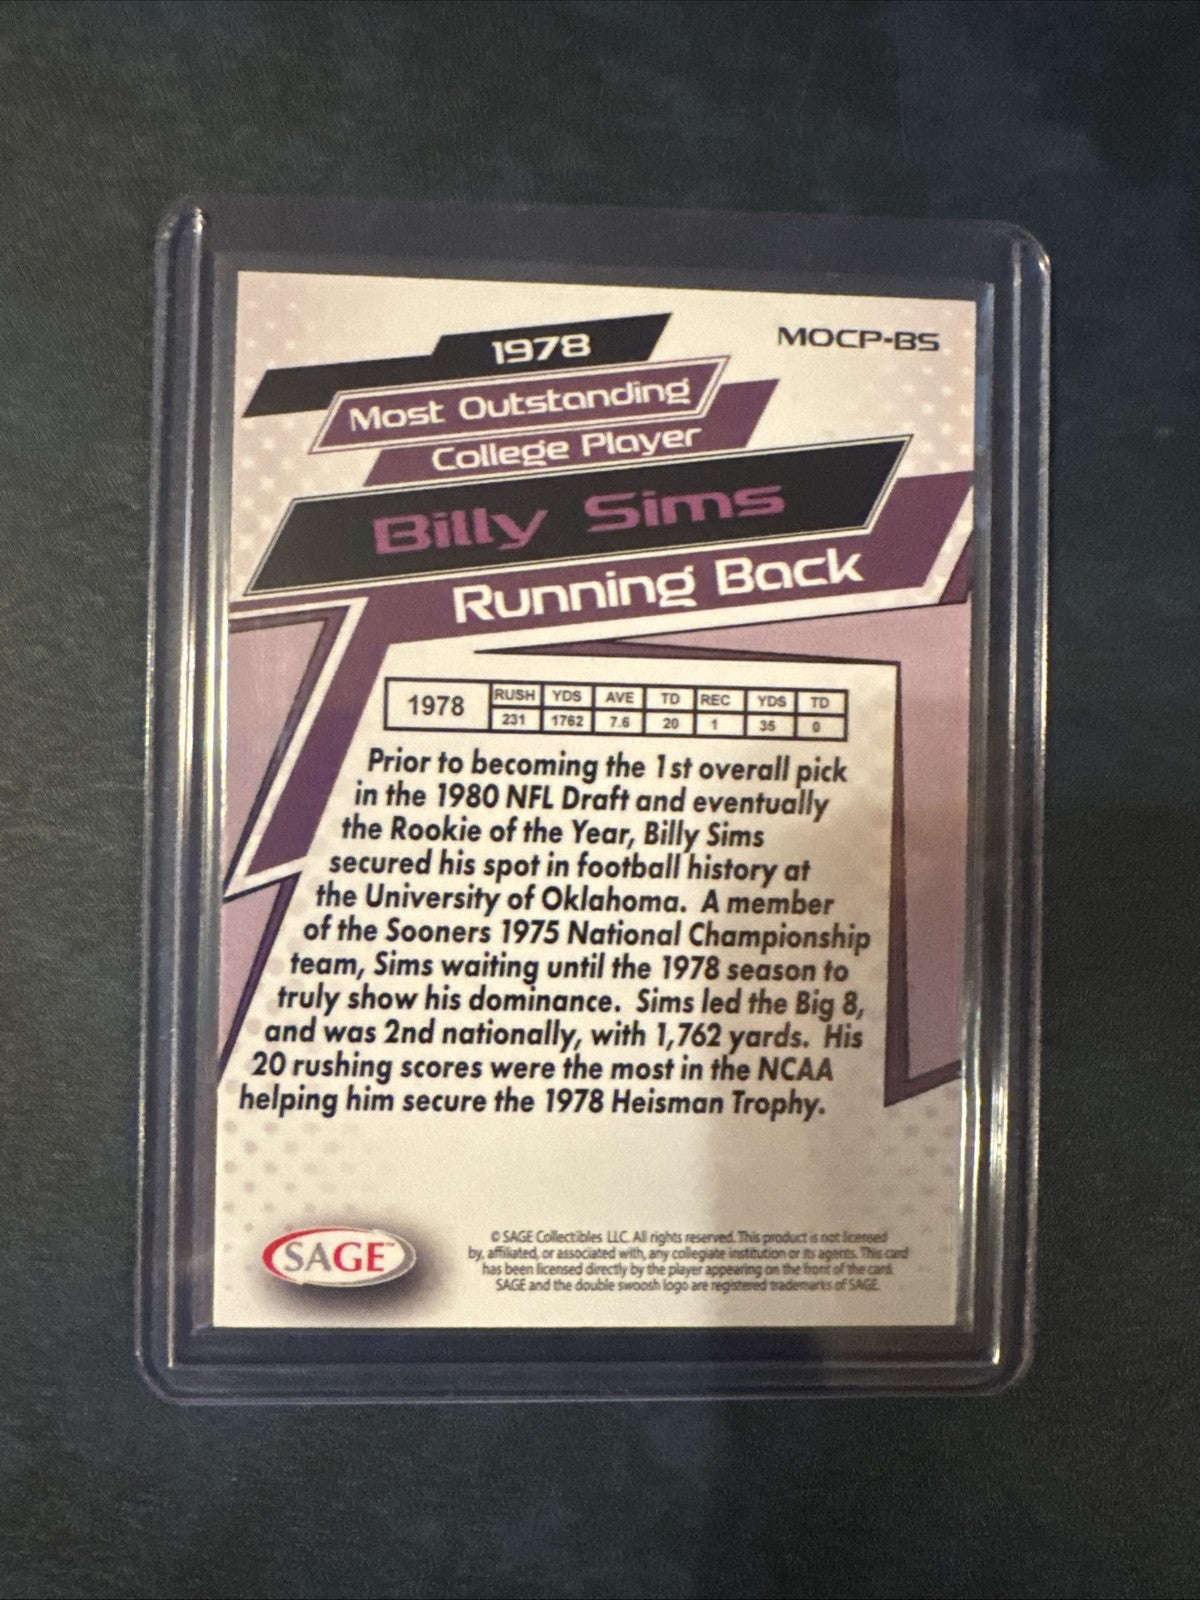 MOCP-BS
1978
Most Outstanding
College Player
Billy Sims
Running Back
1978 RUSH YDS AVE TD REC YDS TD
231 1762 7.6 20 1 35 0
Prior to becoming the 1st overall pick
in the 1980 NFL Draft and eventually
the Rookie of the Year, Billy Sims
secured his spot in football history at
the University of Oklahoma. A member
of the Sooners 1975 National Championship
team, Sims waiting until the 1978 season to
truly show his dominance. Sims led the Big 8,
and was 2nd nationally, with 1,762 yards. His
20 rushing scores were the most in the NCAA
helping him secure the 1978 Heisman Trophy.
SAGE™
© SAGE Collectibles LLC. All rights reserved. This product is not licensed
by, affiliated, or associated with, any collegiate institution or its agents. This card
has been licensed directly by the player appearing on the front of the card.
SAGE and the double swoosh logo are registered trademarks of SAGE.